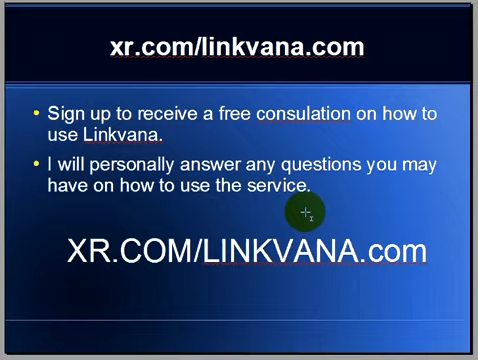 xr.com/linkvana.com
• Sign up to receive a free consulation on how to
use Linkvana.
• I will personally answer any questions you may
have on how to use the service.
XR.COM/LINKVANA.com